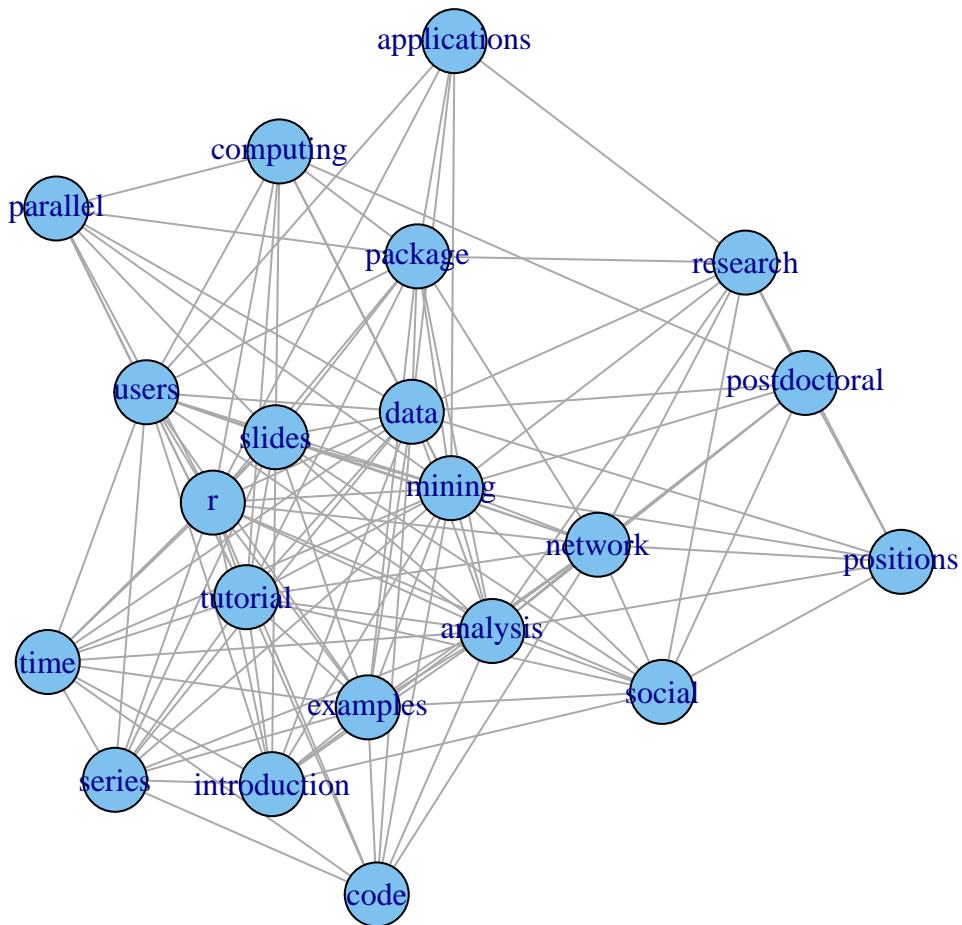 applications
computing
parallel
package
research
postdoctoral
users
data
slides
mining
r
network
positions
tutorial
analysis
time
social
examples
series
introduction
code